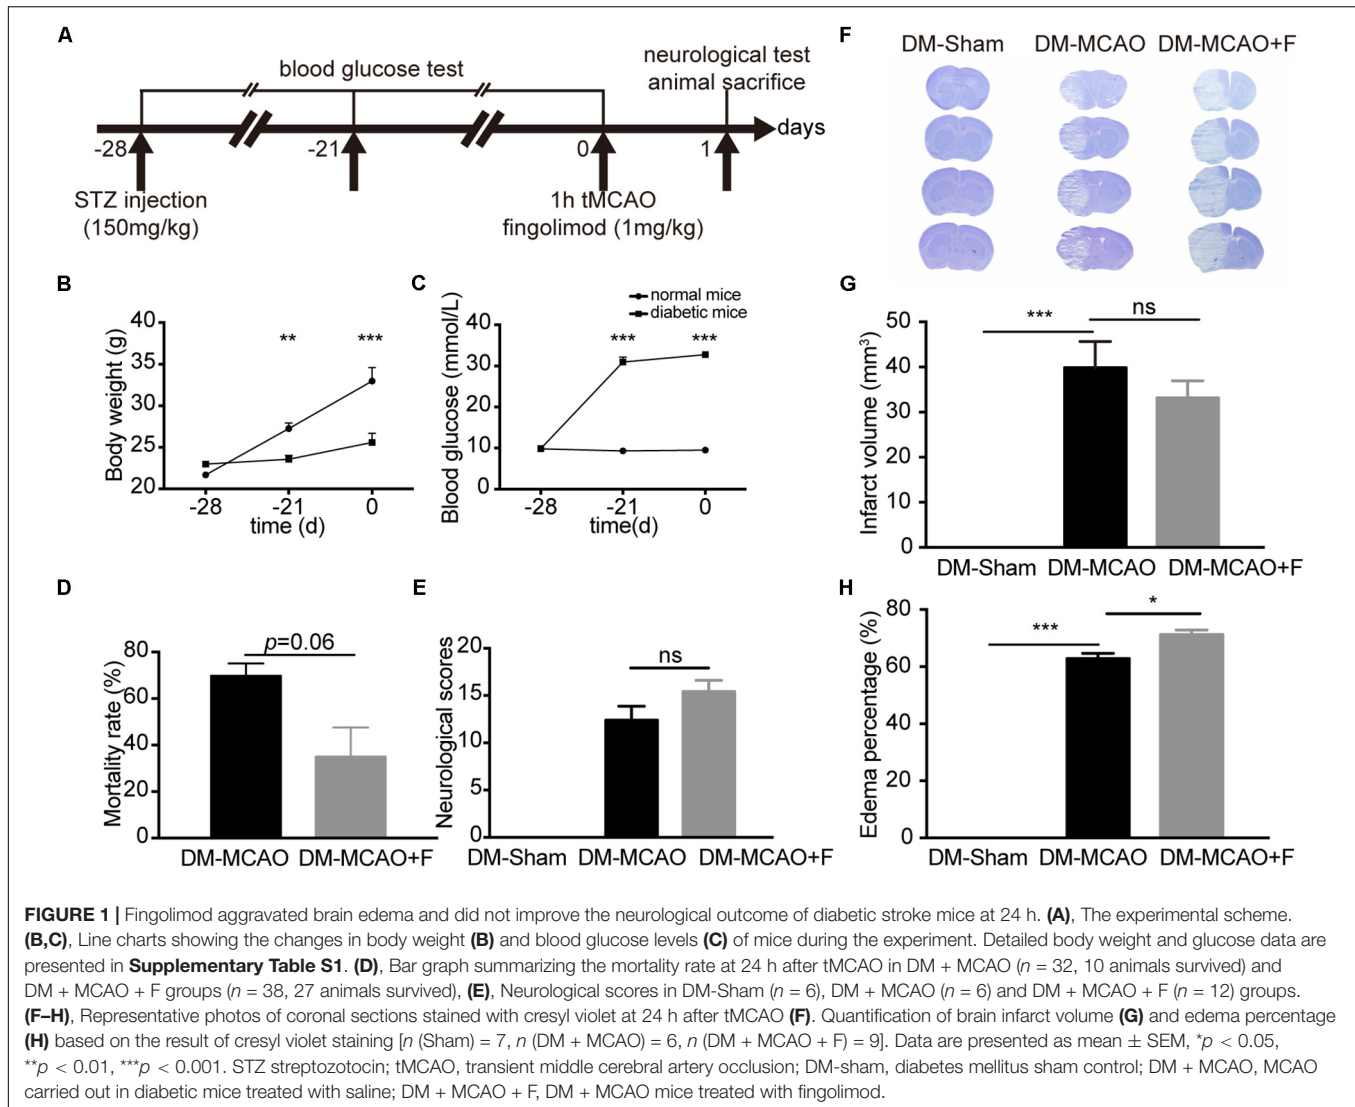 A
blood glucose test
neurological test
animal sacrifice
days
-28
-21
0
1
STZ injection
(150mg/kg)
1h tMCAO
fingolimod (1mg/kg)
F
DM-Sham DM-MCAO DM-MCAO+F
B
Body weight (g)
40
35
30
25
20
** ***
-28 -21 0
time (d)
C
normal mice
diabetic mice
Blood glucose (mmol/L)
40
30
20
10
0
*** ***
-28 -21 0
time(d)
G
Infarct volume (mm3)
50
40
30
20
10
0
*** ns
DM-Sham DM-MCAO DM-MCAO+F
D
Mortality rate (%)
80
60
40
20
0
p=0.06
DM-MCAO DM-MCAO+F
E
Neurological scores
20
15
10
5
0
ns
DM-Sham DM-MCAO DM-MCAO+F
H
Edema percentage (%)
80
60
40
20
0
*** *
DM-Sham DM-MCAO DM-MCAO+F
FIGURE 1 | Fingolimod aggravated brain edema and did not improve the neurological outcome of diabetic stroke mice at 24 h. (A), The experimental scheme.
(B,C), Line charts showing the changes in body weight (B) and blood glucose levels (C) of mice during the experiment. Detailed body weight and glucose data are
presented in Supplementary Table S1. (D), Bar graph summarizing the mortality rate at 24 h after tMCAO in DM + MCAO (n = 32, 10 animals survived) and
DM + MCAO + F groups (n = 38, 27 animals survived), (E), Neurological scores in DM-Sham (n = 6), DM + MCAO (n = 6) and DM + MCAO + F (n = 12) groups.
(F–H), Representative photos of coronal sections stained with cresyl violet at 24 h after tMCAO (F). Quantification of brain infarct volume (G) and edema percentage
(H) based on the result of cresyl violet staining [n (Sham) = 7, n (DM + MCAO) = 6, n (DM + MCAO + F) = 9]. Data are presented as mean ± SEM, *p < 0.05,
**p < 0.01, ***p < 0.001. STZ streptozotocin; tMCAO, transient middle cerebral artery occlusion; DM-sham, diabetes mellitus sham control; DM + MCAO, MCAO
carried out in diabetic mice treated with saline; DM + MCAO + F, DM + MCAO mice treated with fingolimod.